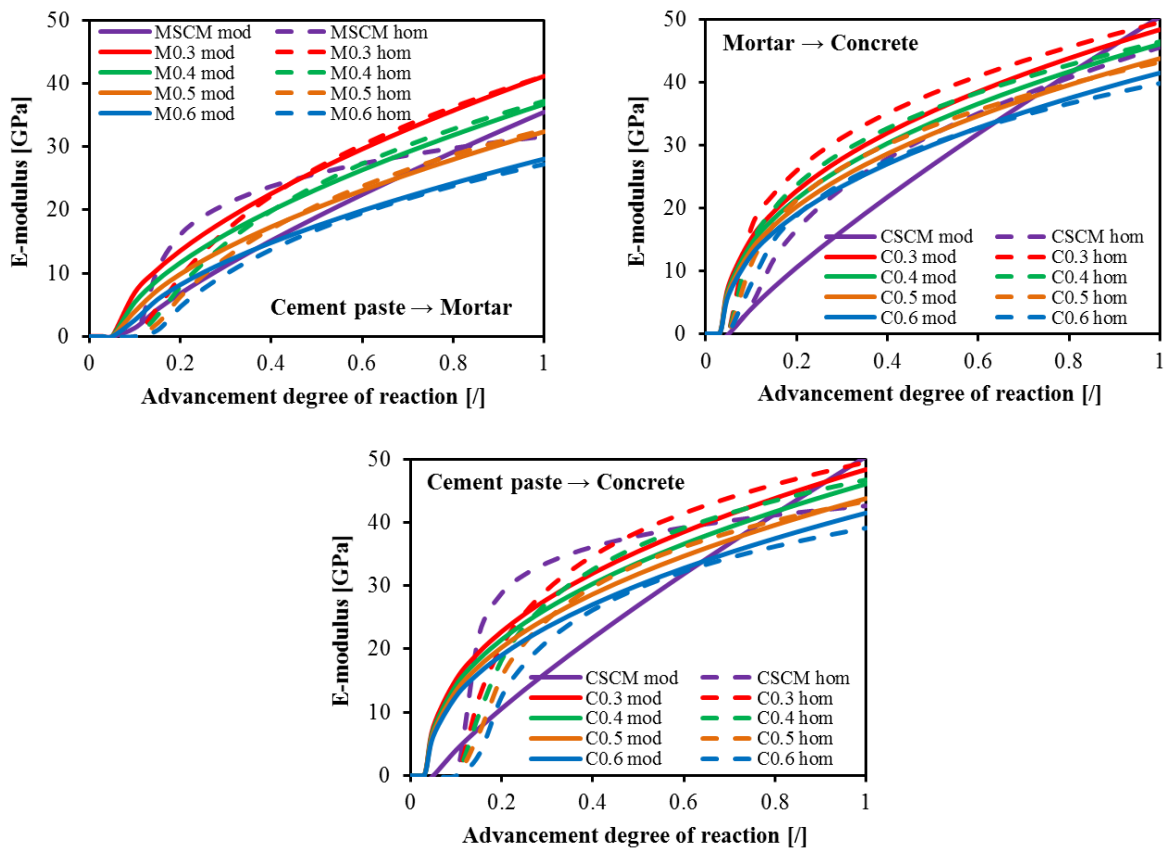 50
40
30
20
10
0
E-modulus [GPa]
MSCM mod MSCM hom
M0.3 mod M0.3 hom
M0.4 mod M0.4 hom
M0.5 mod M0.5 hom
M0.6 mod M0.6 hom
Cement paste → Mortar
0 0.2 0.4 0.6 0.8 1
Advancement degree of reaction [/]
50
40
30
20
10
0
E-modulus [GPa]
Mortar → Concrete
CSCM mod CSCM hom
C0.3 mod C0.3 hom
C0.4 mod C0.4 hom
C0.5 mod C0.5 hom
C0.6 mod C0.6 hom
0 0.2 0.4 0.6 0.8 1
Advancement degree of reaction [/]
50
40
30
20
10
0
E-modulus [GPa]
Cement paste → Concrete
CSCM mod CSCM hom
C0.3 mod C0.3 hom
C0.4 mod C0.4 hom
C0.5 mod C0.5 hom
C0.6 mod C0.6 hom
0 0.2 0.4 0.6 0.8 1
Advancement degree of reaction [/]